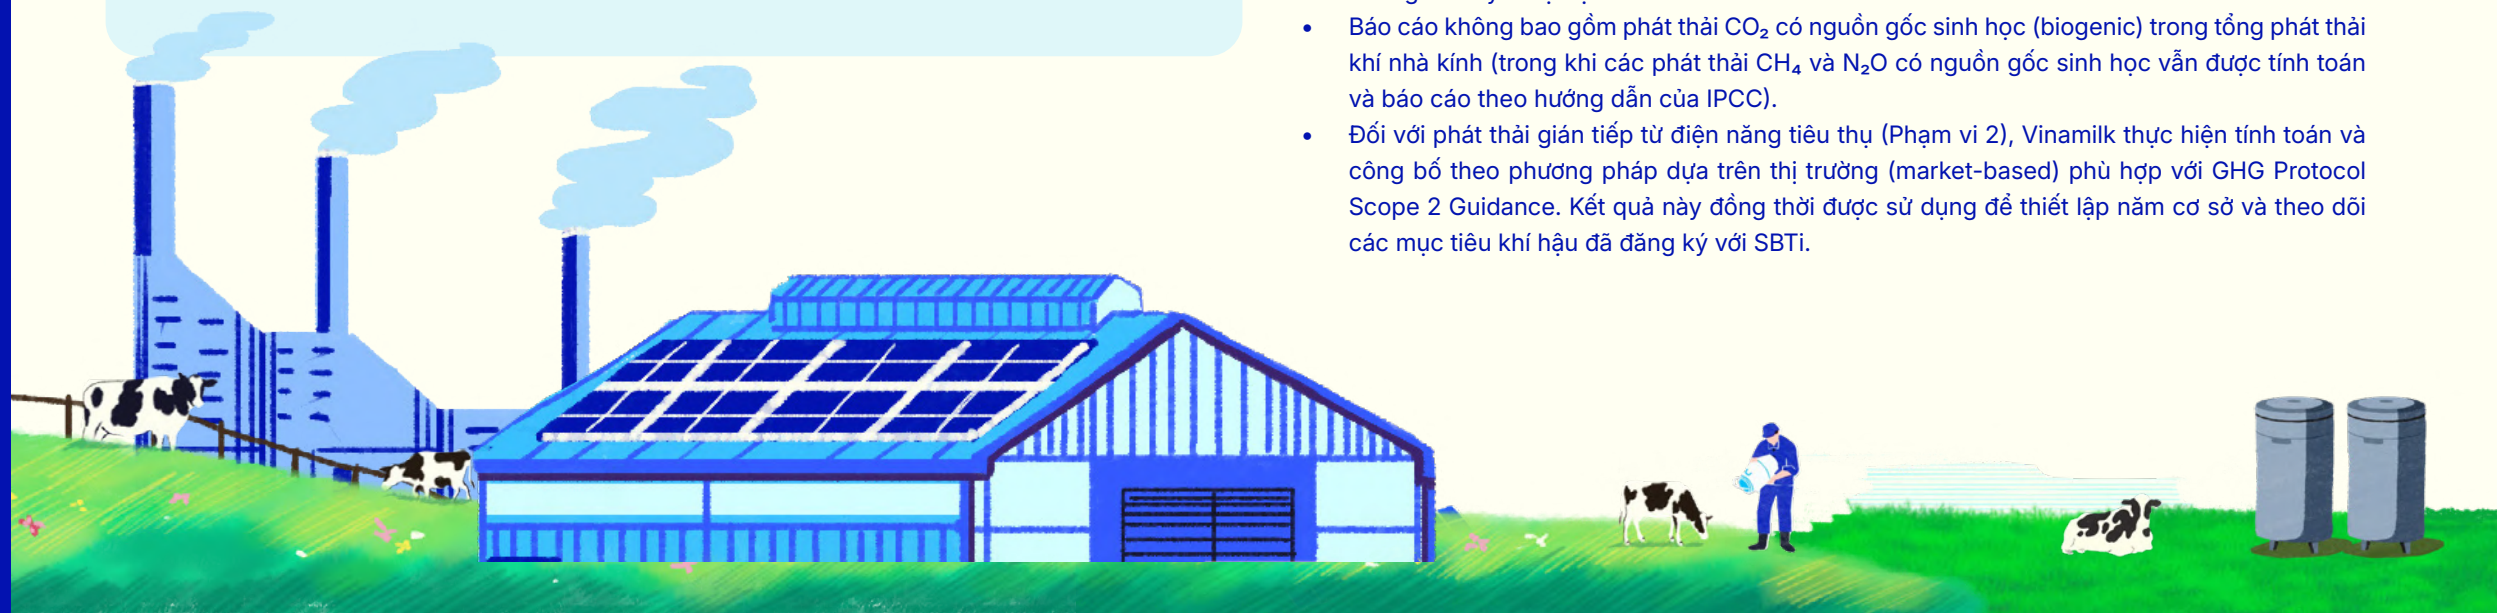 • Báo cáo không bao gồm phát thải CO₂ có nguồn gốc sinh học (biogenic) trong tổng phát thải
khí nhà kính (trong khi các phát thải CH₄ và N₂O có nguồn gốc sinh học vẫn được tính toán
và báo cáo theo hướng dẫn của IPCC).
• Đối với phát thải gián tiếp từ điện năng tiêu thụ (Phạm vi 2), Vinamilk thực hiện tính toán và
công bố theo phương pháp dựa trên thị trường (market-based) phù hợp với GHG Protocol
Scope 2 Guidance. Kết quả này đồng thời được sử dụng để thiết lập năm cơ sở và theo dõi
các mục tiêu khí hậu đã đăng ký với SBTi.